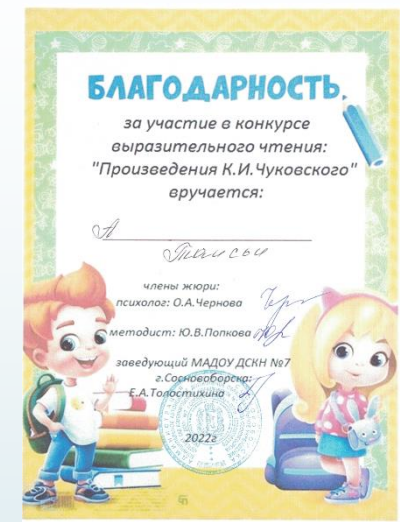 БЛАГОДАРНОСТЬ
за участие в конкурсе
выразительного чтения:
"Произведения К.И.Чуковского"
вручается:
А
Таисьи
члены жюри:
психолог: О.А.Чернова
методист: Ю.В.Попкова
заведующий МАДОУ ДСКН №7
г.Сосновоборска:
Е.А.Толостихина
2022г